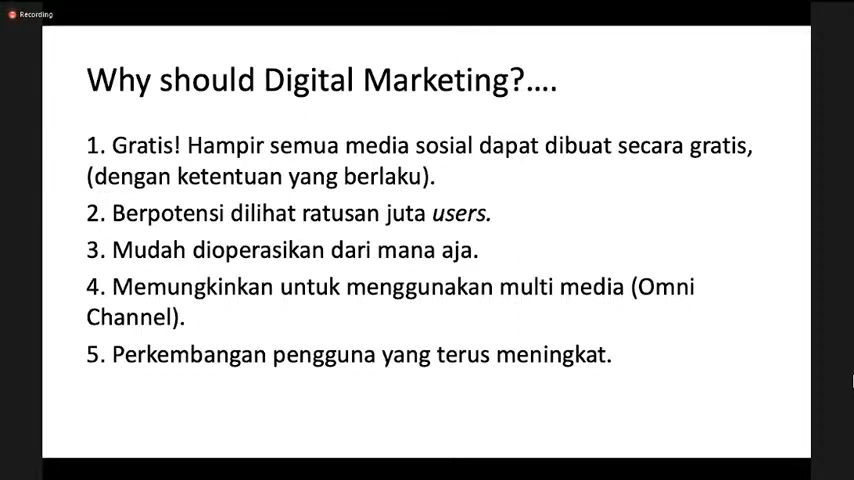 Recording
Why should Digital Marketing?....
1. Gratis! Hampir semua media sosial dapat dibuat secara gratis,
(dengan ketentuan yang berlaku).
2. Berpotensi dilihat ratusan juta users.
3. Mudah dioperasikan dari mana aja.
4. Memungkinkan untuk menggunakan multi media (Omni
Channel).
5. Perkembangan pengguna yang terus meningkat.